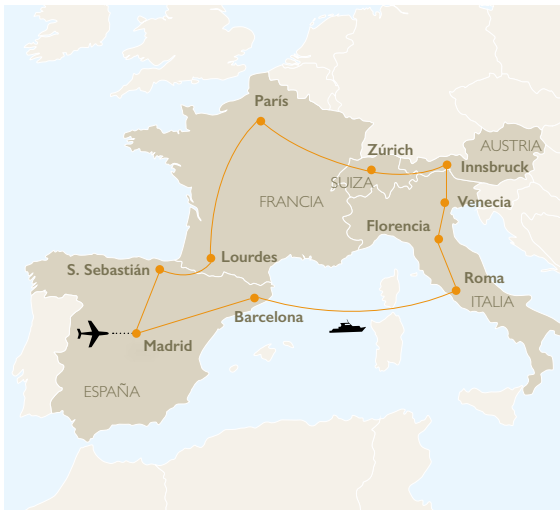 París
Zúrich
AUSTRIA
Innsbruck
SUIZA
FRANCIA
Venecia
Florencia
Lourdes
S. Sebastián
Roma
ITALIA
Barcelona
Madrid
ESPAÑA